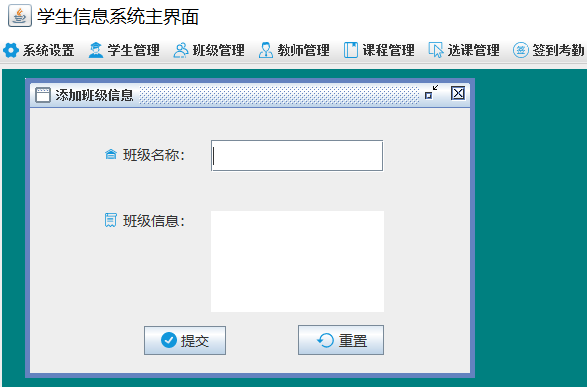 学生信息系统主界面
系统设置 学生管理 班级管理 教师管理 课程管理 选课管理 签到考勤
添加班级信息
班级名称：
班级信息：
提交 重置